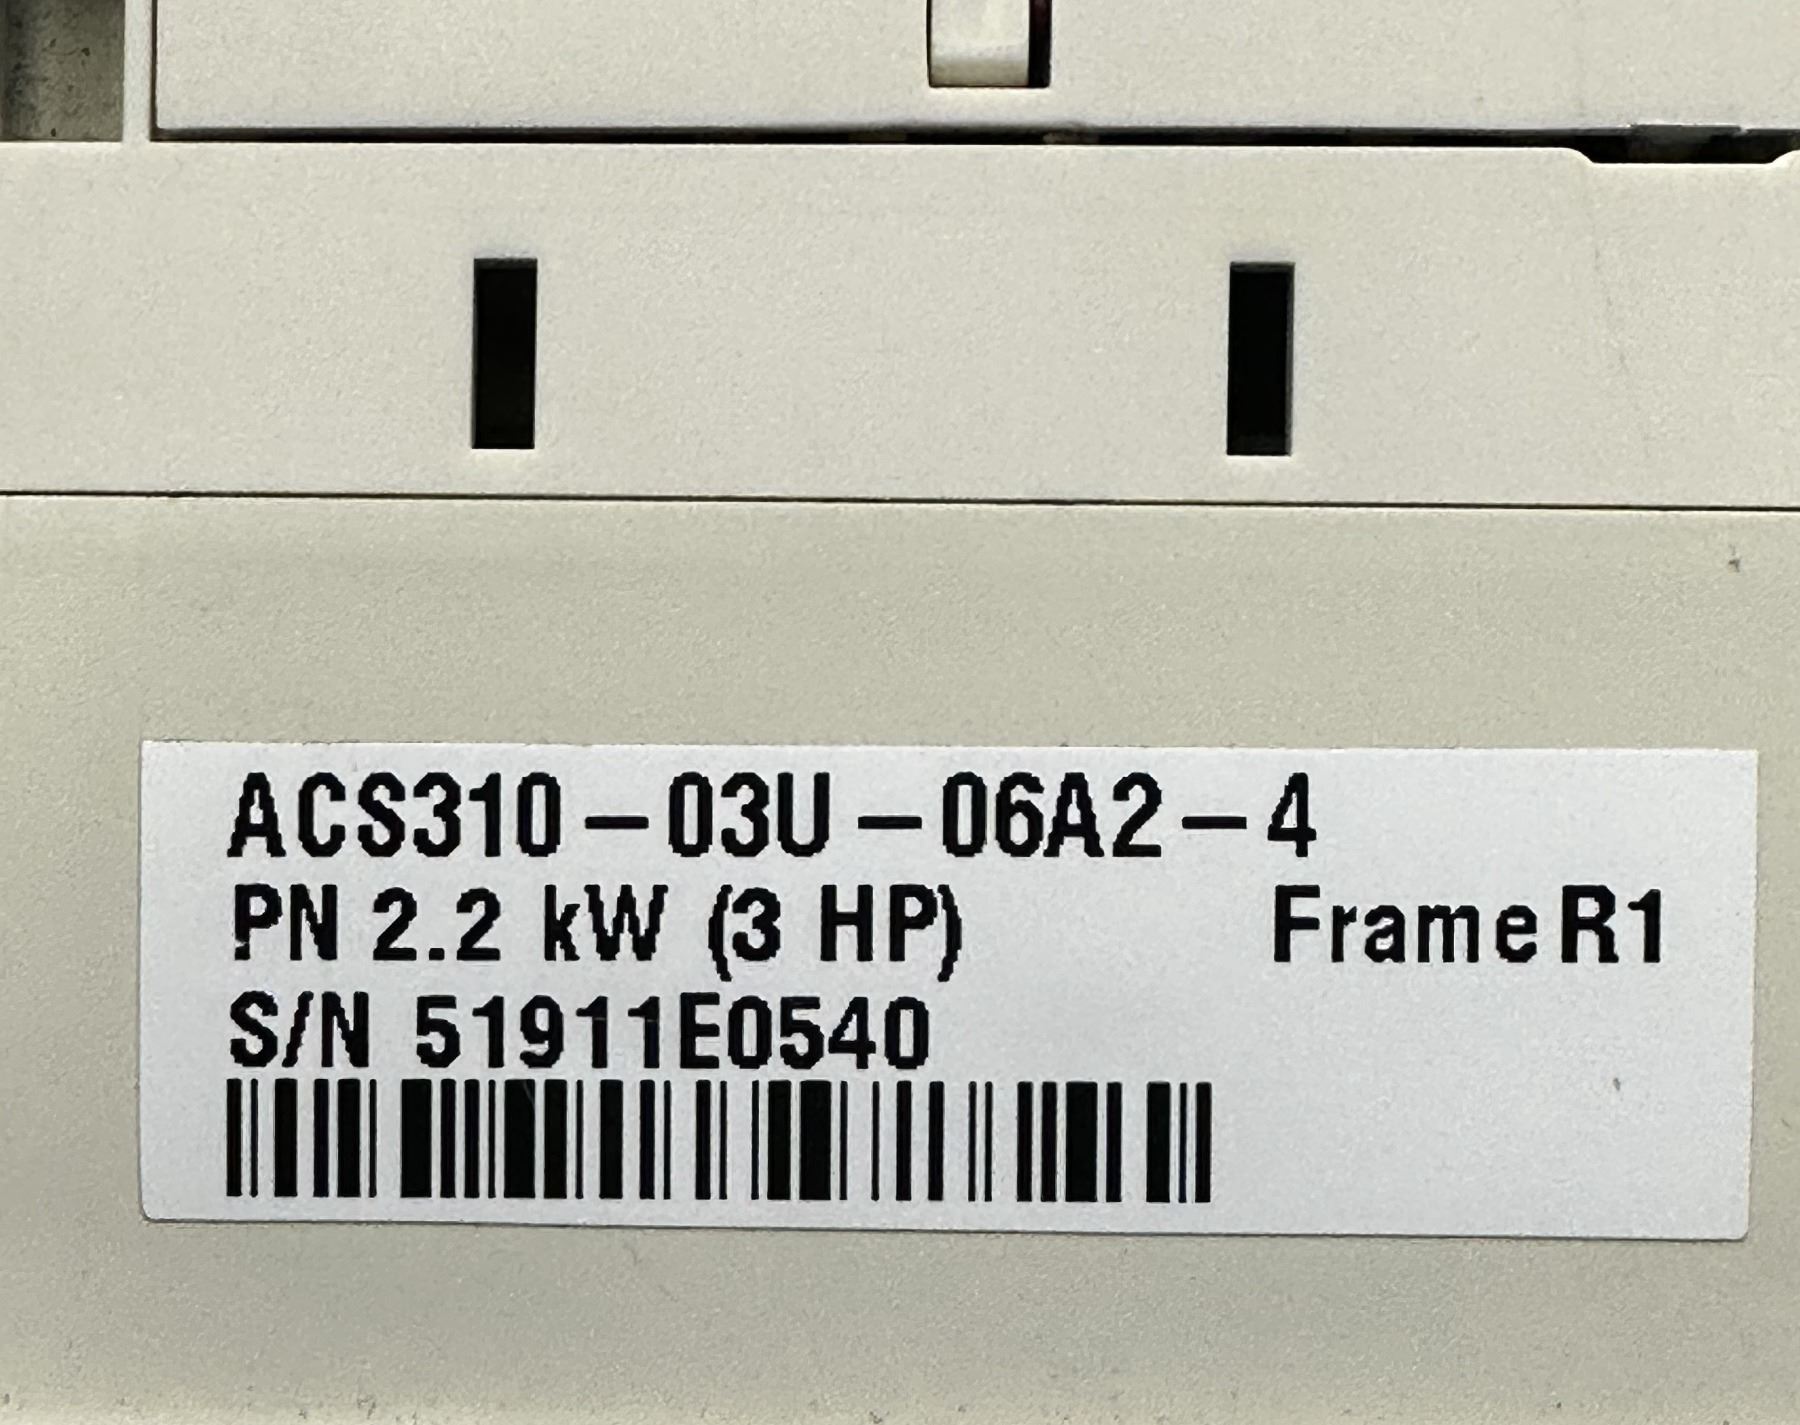 ACS310-03U-06A2-4
PN 2.2 kW (3 HP) Frame R1
S/N 51911E0540